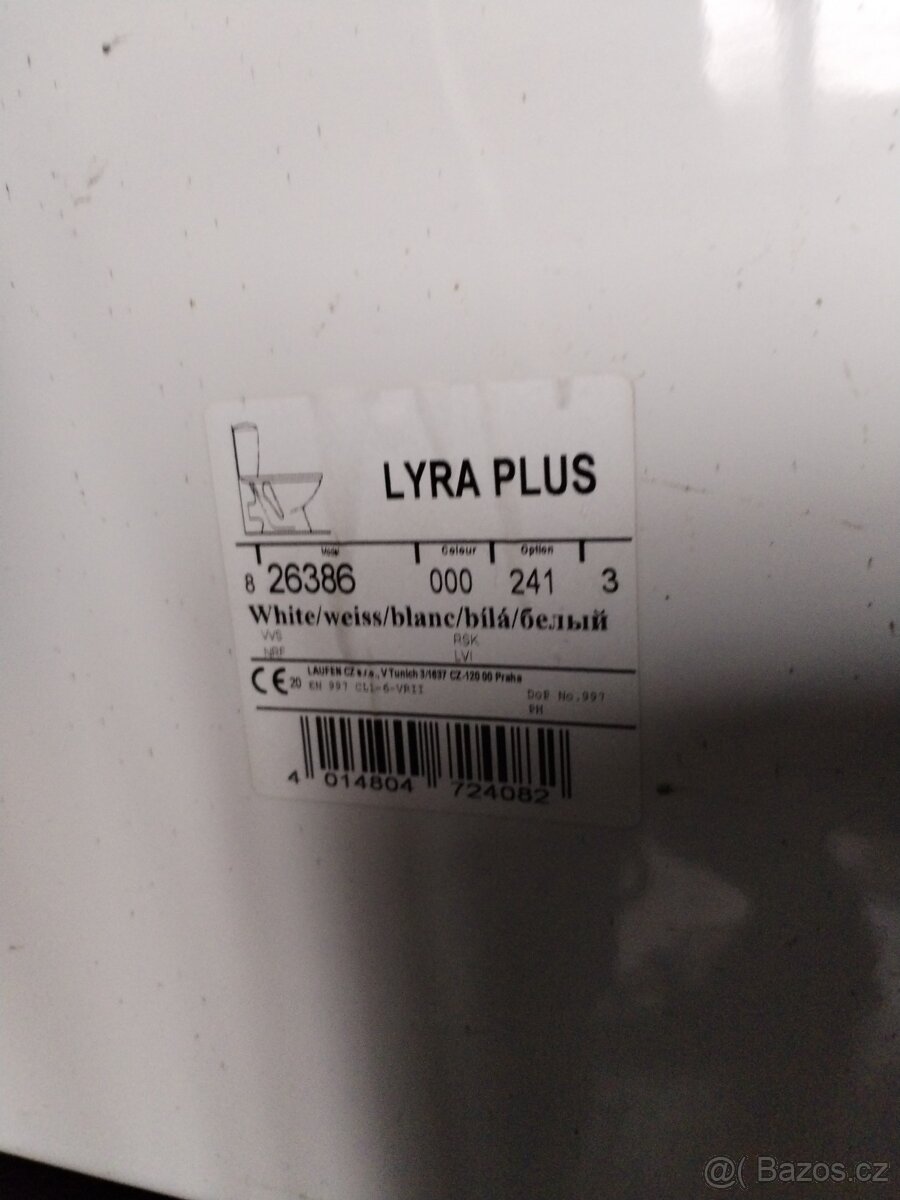 LYRA PLUS
Model Colour Option
8 26386 000 241 3
White/weiss/blanc/bílá/белый
VVS RSK
NRF LVI
CE 20 LAUFEN CZ s.r.o., V Tunich 3/1637 CZ-120 00 Praha
EN 997 CL1-6-VRII DoP No.997
PH
4 014804 724082
@( Bazos.cz